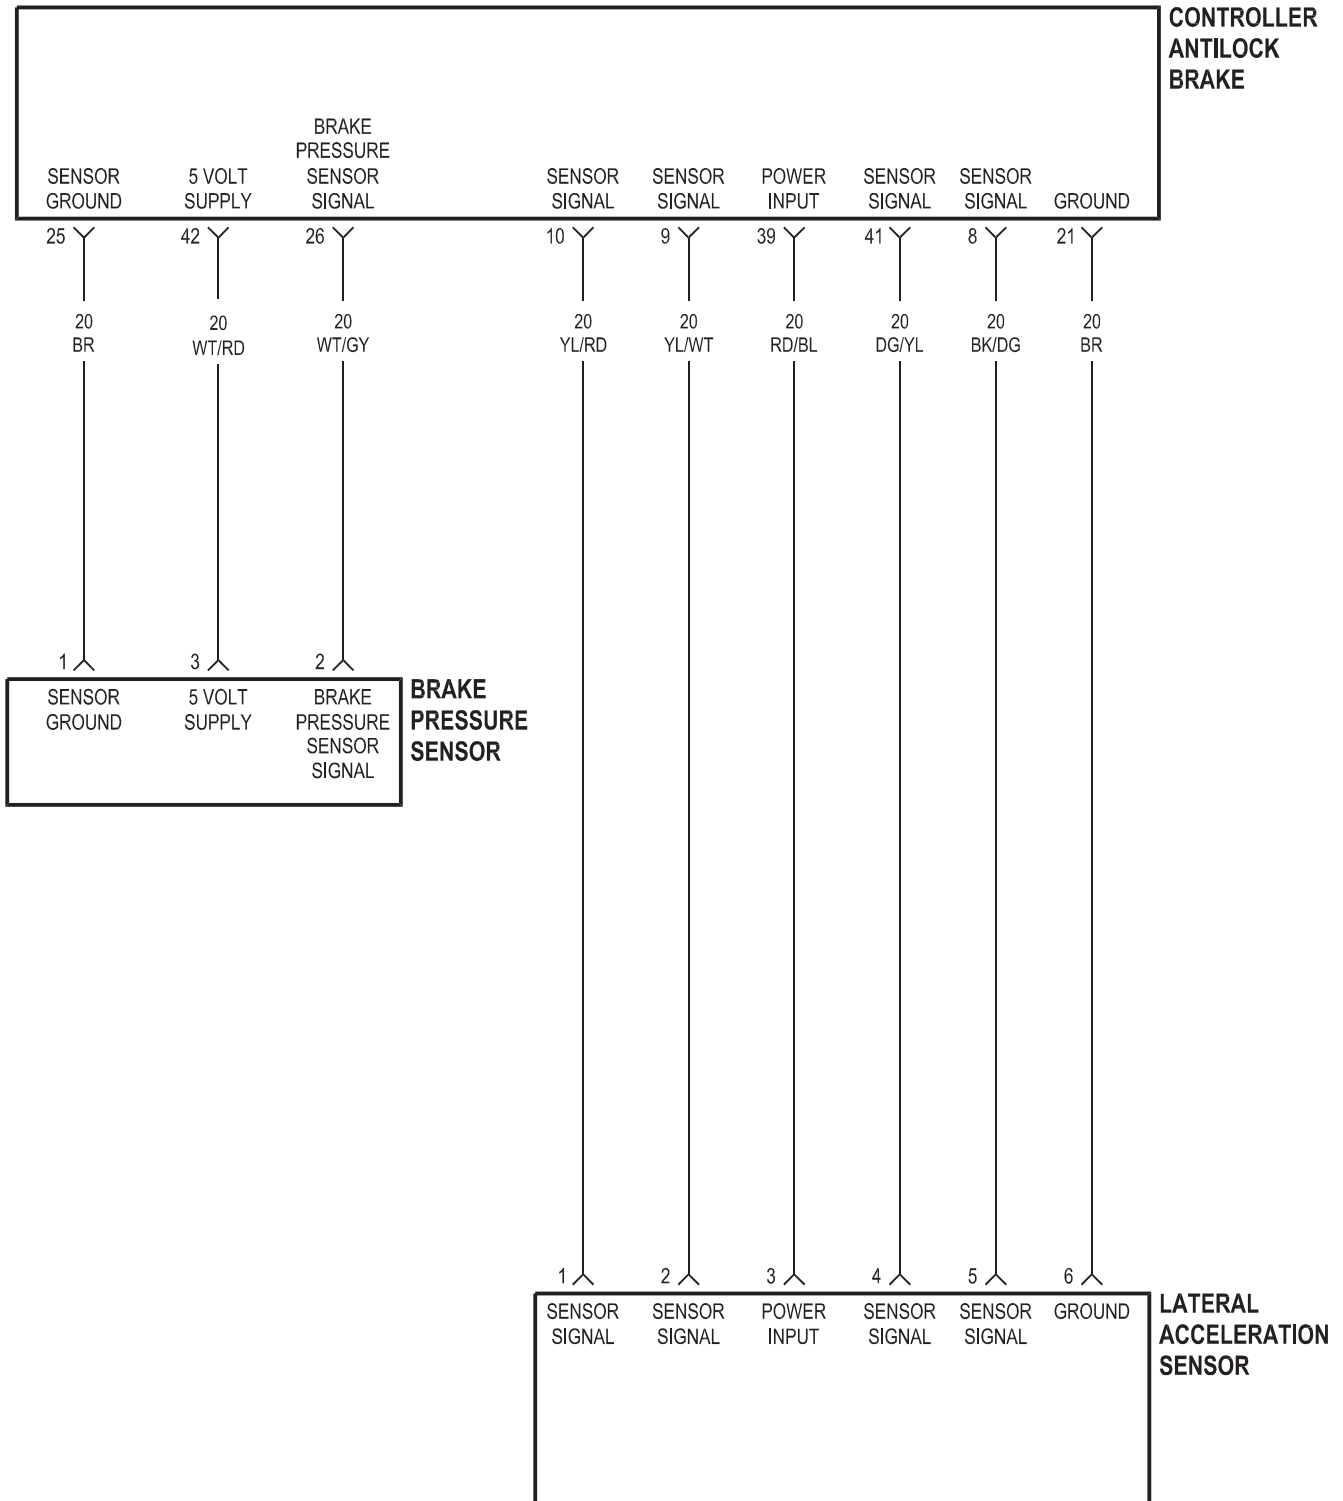 CONTROLLER
ANTILOCK
BRAKE
SENSOR
GROUND
5 VOLT
SUPPLY
BRAKE
PRESSURE
SENSOR
SIGNAL
SENSOR
SIGNAL
SENSOR
SIGNAL
POWER
INPUT
SENSOR
SIGNAL
SENSOR
SIGNAL
GROUND
25 42 26 10 9 39 41 8 21
20
BR
20
WT/RD
20
WT/GY
20
YL/RD
20
YL/WT
20
RD/BL
20
DG/YL
20
BK/DG
20
BR
1 3 2
SENSOR
GROUND
5 VOLT
SUPPLY
BRAKE
PRESSURE
SENSOR
SIGNAL
BRAKE
PRESSURE
SENSOR
1 2 3 4 5 6
SENSOR
SIGNAL
SENSOR
SIGNAL
POWER
INPUT
SENSOR
SIGNAL
SENSOR
SIGNAL
GROUND
LATERAL
ACCELERATION
SENSOR